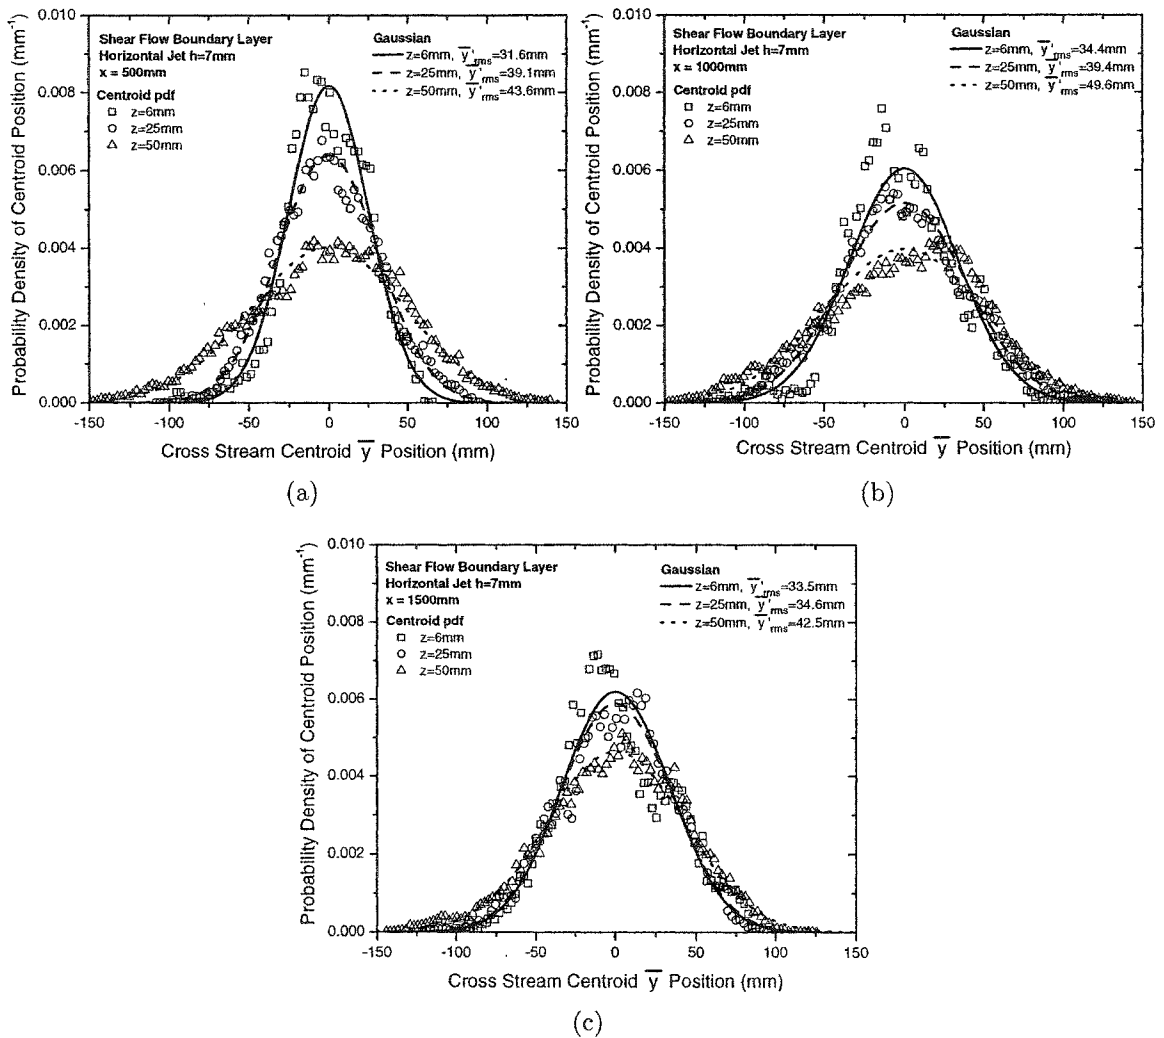 Shear Flow Boundary Layer
Horizontal Jet h=7mm
x = 500mm
Centroid pdf
z=6mm
z=25mm
z=50mm
Gaussian
z=6mm, y̅'rms=31.6mm
z=25mm, y̅'rms=39.1mm
z=50mm, y̅'rms=43.6mm
Probability Density of Centroid Position (mm⁻¹)
0.010
0.008
0.006
0.004
0.002
0.000
-150 -100 -50 0 50 100 150
Cross Stream Centroid y̅ Position (mm)
(a)
Shear Flow Boundary Layer
Horizontal Jet h=7mm
x = 1000mm
Centroid pdf
z=6mm
z=25mm
z=50mm
Gaussian
z=6mm, y̅'rms=34.4mm
z=25mm, y̅'rms=39.4mm
z=50mm, y̅'rms=49.6mm
Probability Density of Centroid Position (mm⁻¹)
0.010
0.008
0.006
0.004
0.002
0.000
-150 -100 -50 0 50 100 150
Cross Stream Centroid y̅ Position (mm)
(b)
Shear Flow Boundary Layer
Horizontal Jet h=7mm
x = 1500mm
Centroid pdf
z=6mm
z=25mm
z=50mm
Gaussian
z=6mm, y̅'rms=33.5mm
z=25mm, y̅'rms=34.6mm
z=50mm, y̅'rms=42.5mm
Probability Density of Centroid Position (mm⁻¹)
0.010
0.008
0.006
0.004
0.002
0.000
-150 -100 -50 0 50 100 150
Cross Stream Centroid y̅ Position (mm)
(c)